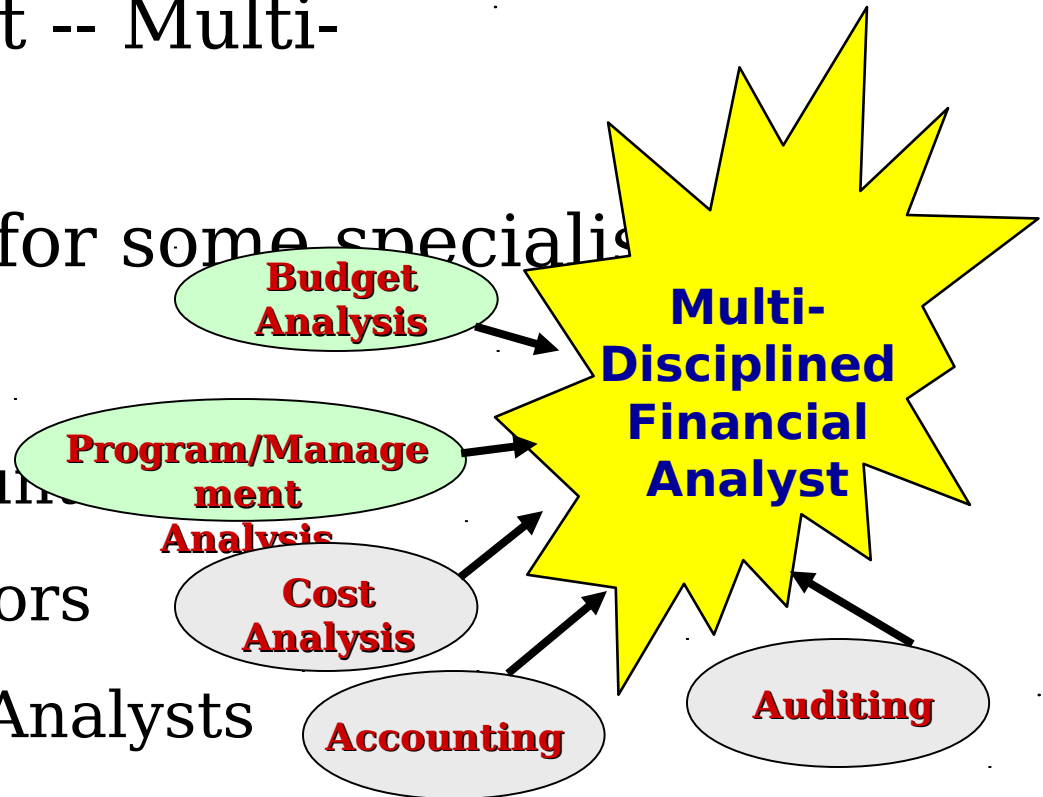 t -- Multi-
for some specialis
Budget
Analysis
Multi-
Disciplined
Financial
Analyst
Program/Manage
ment
Analysis
Cost
Analysis
ors
Analysts
Accounting
Auditing